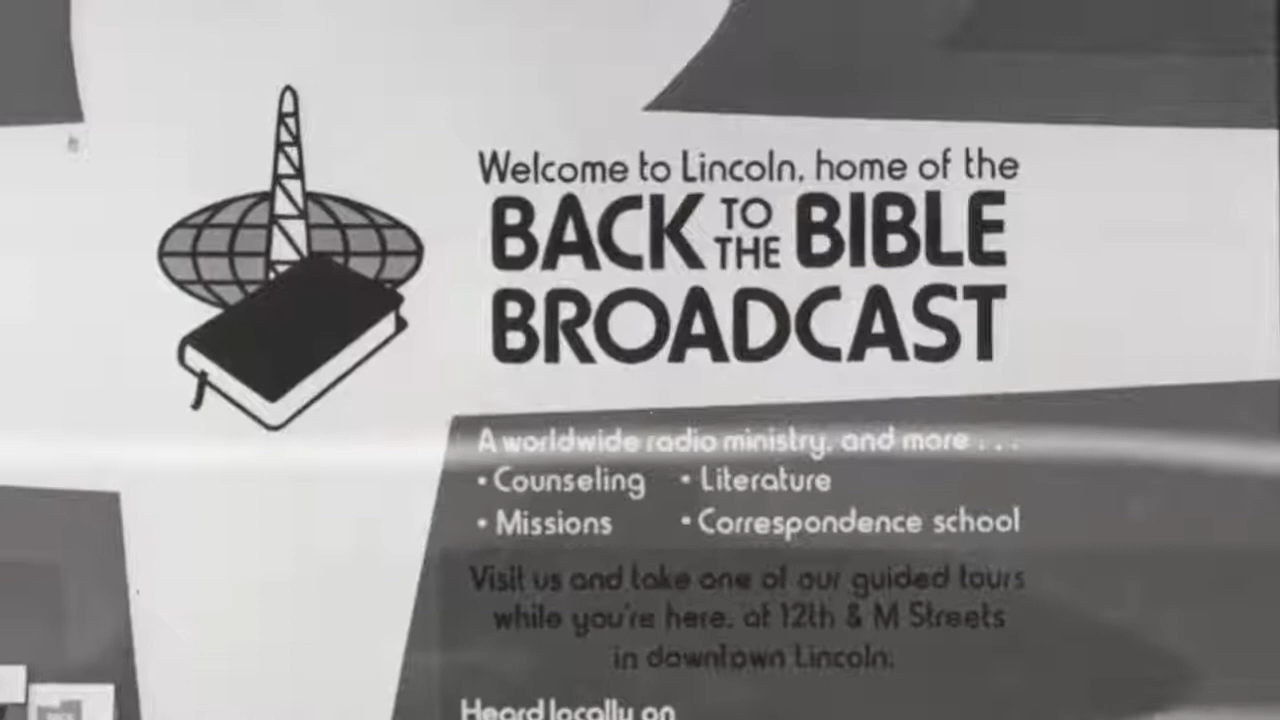 Welcome to Lincoln, home of the
BACK TO THE BIBLE
BROADCAST
A worldwide radio ministry, and more . . .
• Counseling • Literature
• Missions • Correspondence school
Visit us and take one of our guided tours
while you're here, at 12th & M Streets
in downtown Lincoln.
Heard locally on